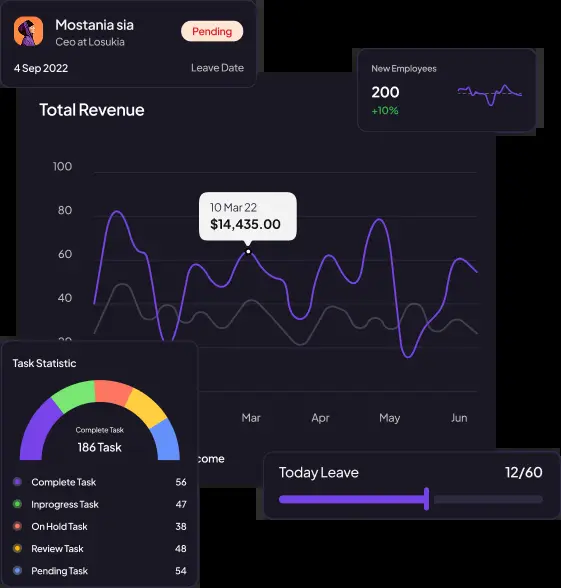 Mostania sia
Ceo at Losukia
Pending
4 Sep 2022
Leave Date
New Employees
200
+10%
Total Revenue
100
80
60
40
20
10 Mar 22
$14,435.00
Mar
Apr
May
Jun
come
Task Statistic
Complete Task
186 Task
Complete Task 56
Inprogress Task 47
On Hold Task 38
Review Task 48
Pending Task 54
Today Leave
12/60